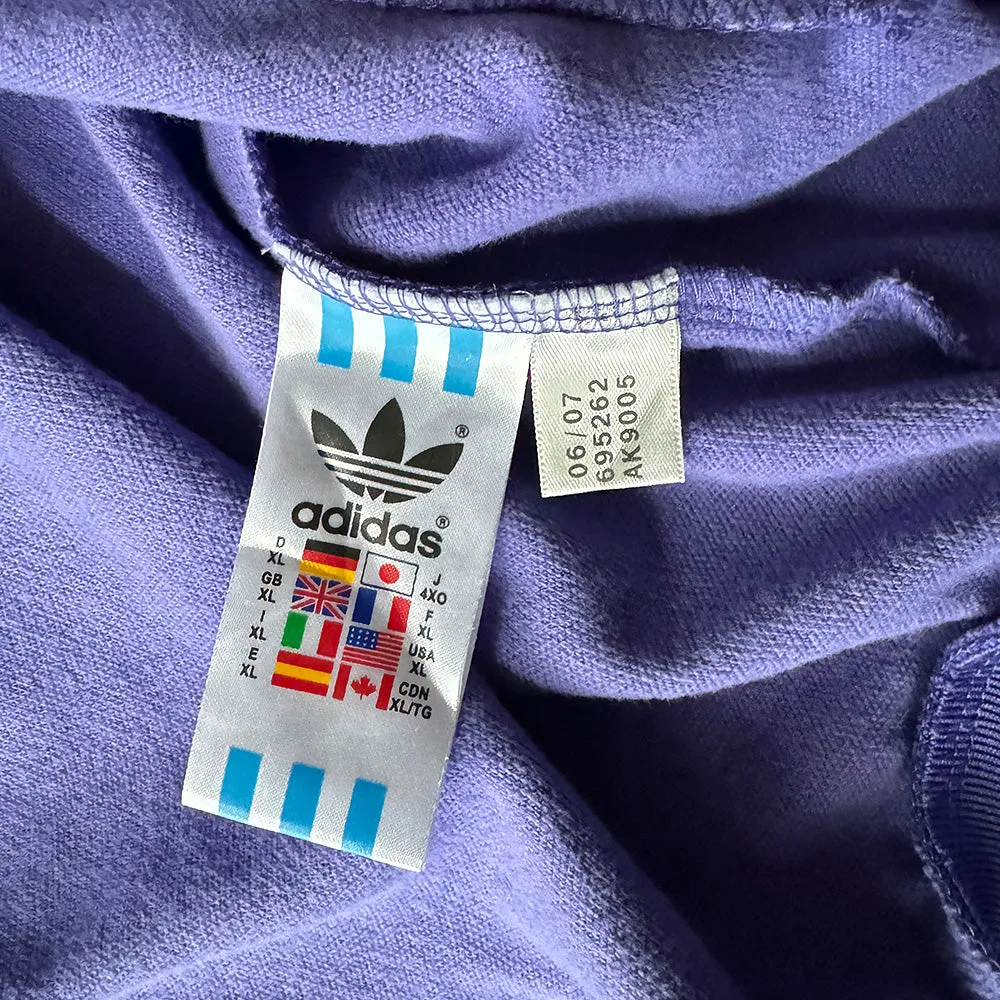 ®
adidas®
D
XL
J
4XO
GB
XL
F
XL
I
XL
USA
XL
E
XL
CDN
XL/TG
06/07
695262
AK9005